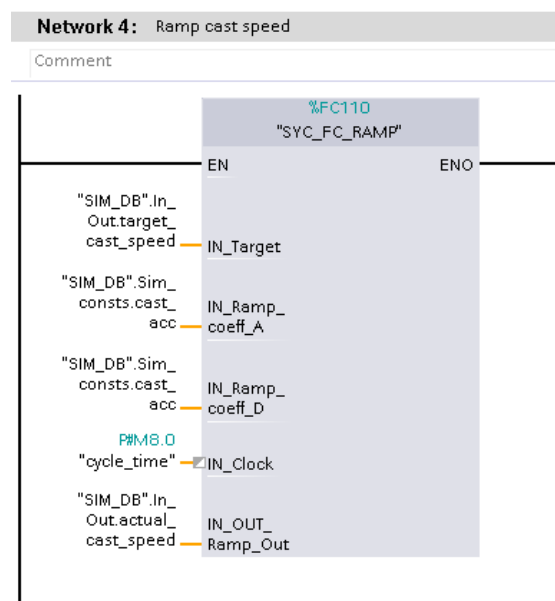 Network 4: Ramp cast speed
Comment
%FC110
"SYC_FC_RAMP"
EN
ENO
"SIM_DB".In_
Out.target_
cast_speed
IN_Target
"SIM_DB".Sim_
consts.cast_
acc
IN_Ramp_
coeff_A
"SIM_DB".Sim_
consts.cast_
acc
IN_Ramp_
coeff_D
P#M8.0
"cycle_time"
IN_Clock
"SIM_DB".In_
Out.actual_
cast_speed
IN_OUT_
Ramp_Out